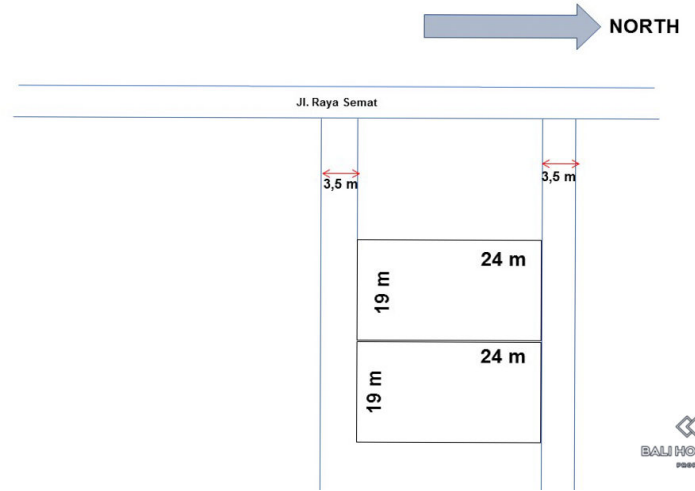 NORTH
Jl. Raya Semat
3,5 m
3,5 m
24 m
19 m
24 m
19 m
BALI HO